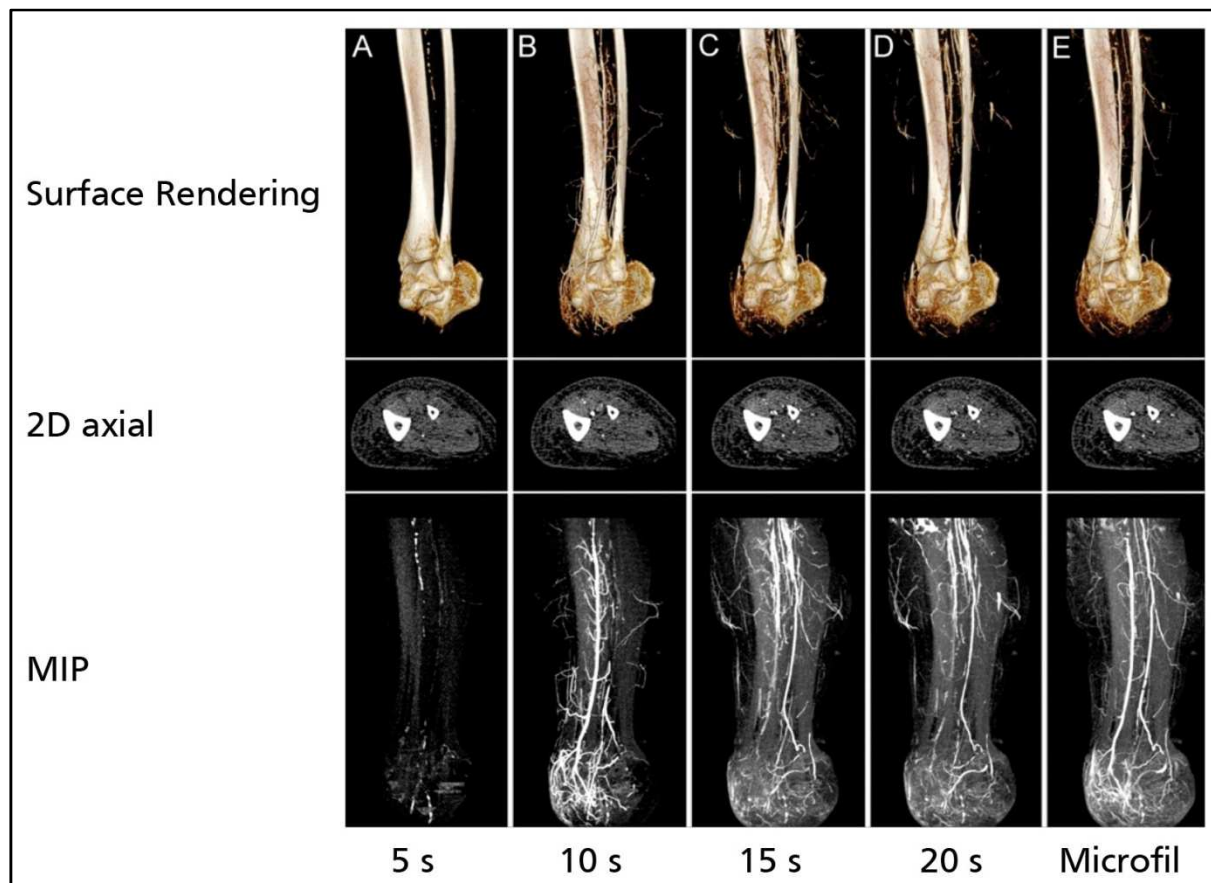 A B C D E
Surface Rendering
2D axial
MIP
5 s 10 s 15 s 20 s Microfil